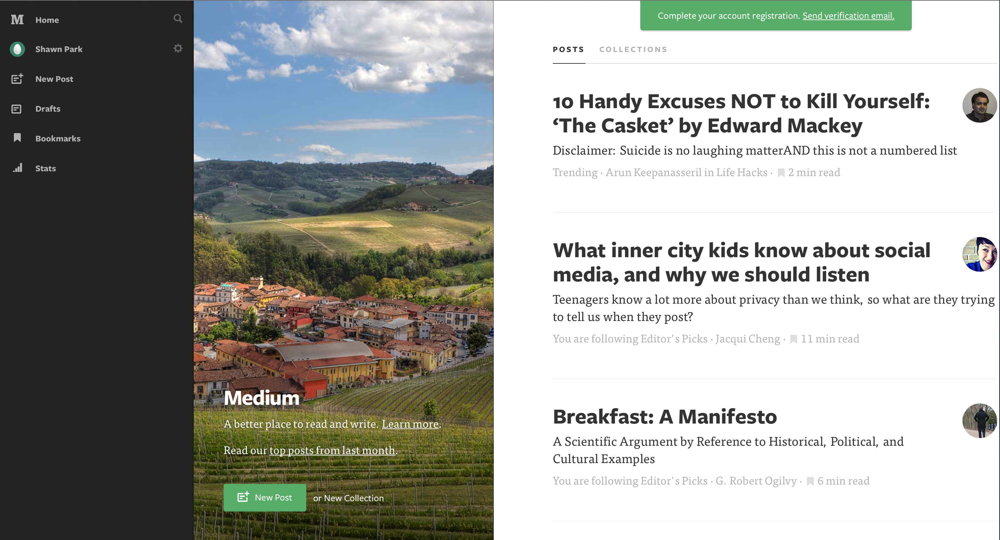 M Home
Shawn Park
New Post
Drafts
Bookmarks
Stats
Medium
A better place to read and write. Learn more.
Read our top posts from last month.
New Post or New Collection
Complete your account registration. Send verification email.
POSTS COLLECTIONS
10 Handy Excuses NOT to Kill Yourself:
‘The Casket’ by Edward Mackey
Disclaimer: Suicide is no laughing matterAND this is not a numbered list
Trending · Arun Keepanasseril in Life Hacks · 2 min read
What inner city kids know about social
media, and why we should listen
Teenagers know a lot more about privacy than we think, so what are they trying
to tell us when they post?
You are following Editor's Picks · Jacqui Cheng · 11 min read
Breakfast: A Manifesto
A Scientific Argument by Reference to Historical, Political, and
Cultural Examples
You are following Editor's Picks · G. Robert Ogilvy · 6 min read